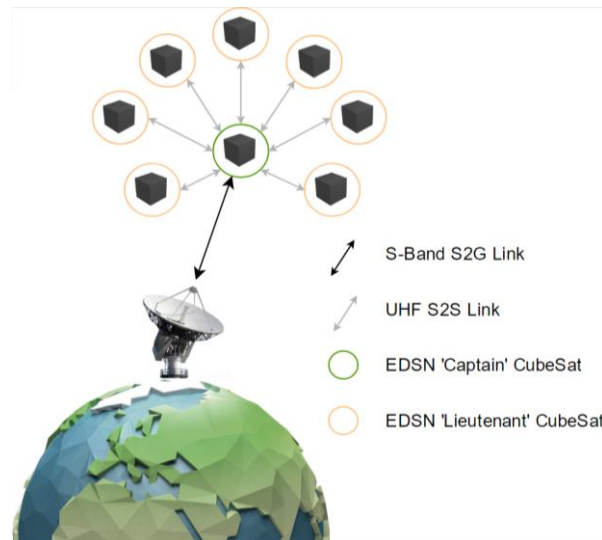 S-Band S2G Link
UHF S2S Link
EDSN 'Captain' CubeSat
EDSN 'Lieutenant' CubeSat